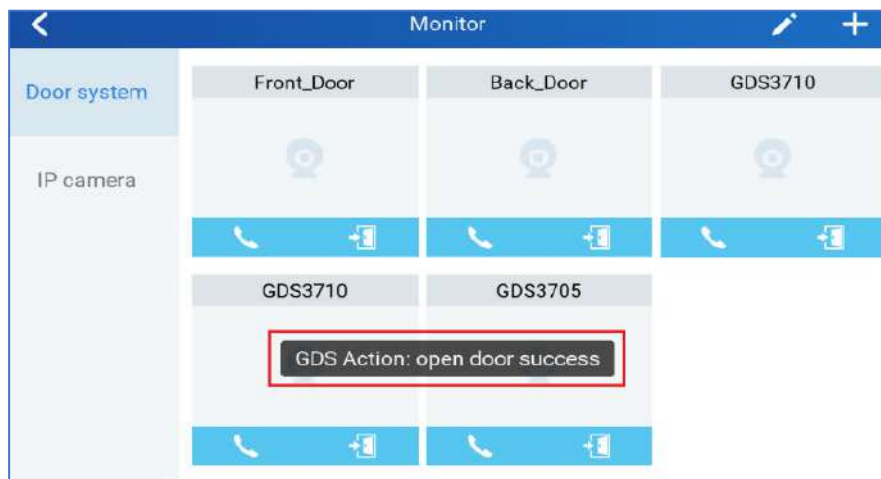 Monitor
Door system
IP camera
Front_Door
Back_Door
GDS3710
GDS3710
GDS3705
GDS Action: open door success